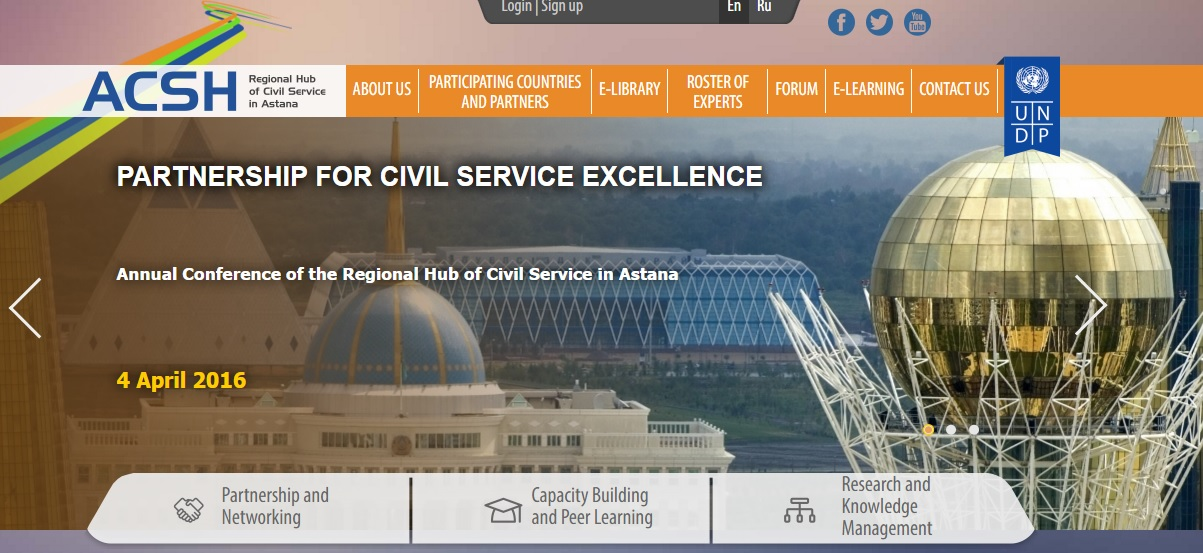 Login | Sign up
En Ru
You
Tube
ACSH
Regional Hub
of Civil Service
in Astana
ABOUT US
PARTICIPATING COUNTRIES
AND PARTNERS
E-LIBRARY
ROSTER OF
EXPERTS
FORUM
E-LEARNING
CONTACT US
U N
D P
PARTNERSHIP FOR CIVIL SERVICE EXCELLENCE
Annual Conference of the Regional Hub of Civil Service in Astana
4 April 2016
Partnership and
Networking
Capacity Building
and Peer Learning
Research and
Knowledge
Management